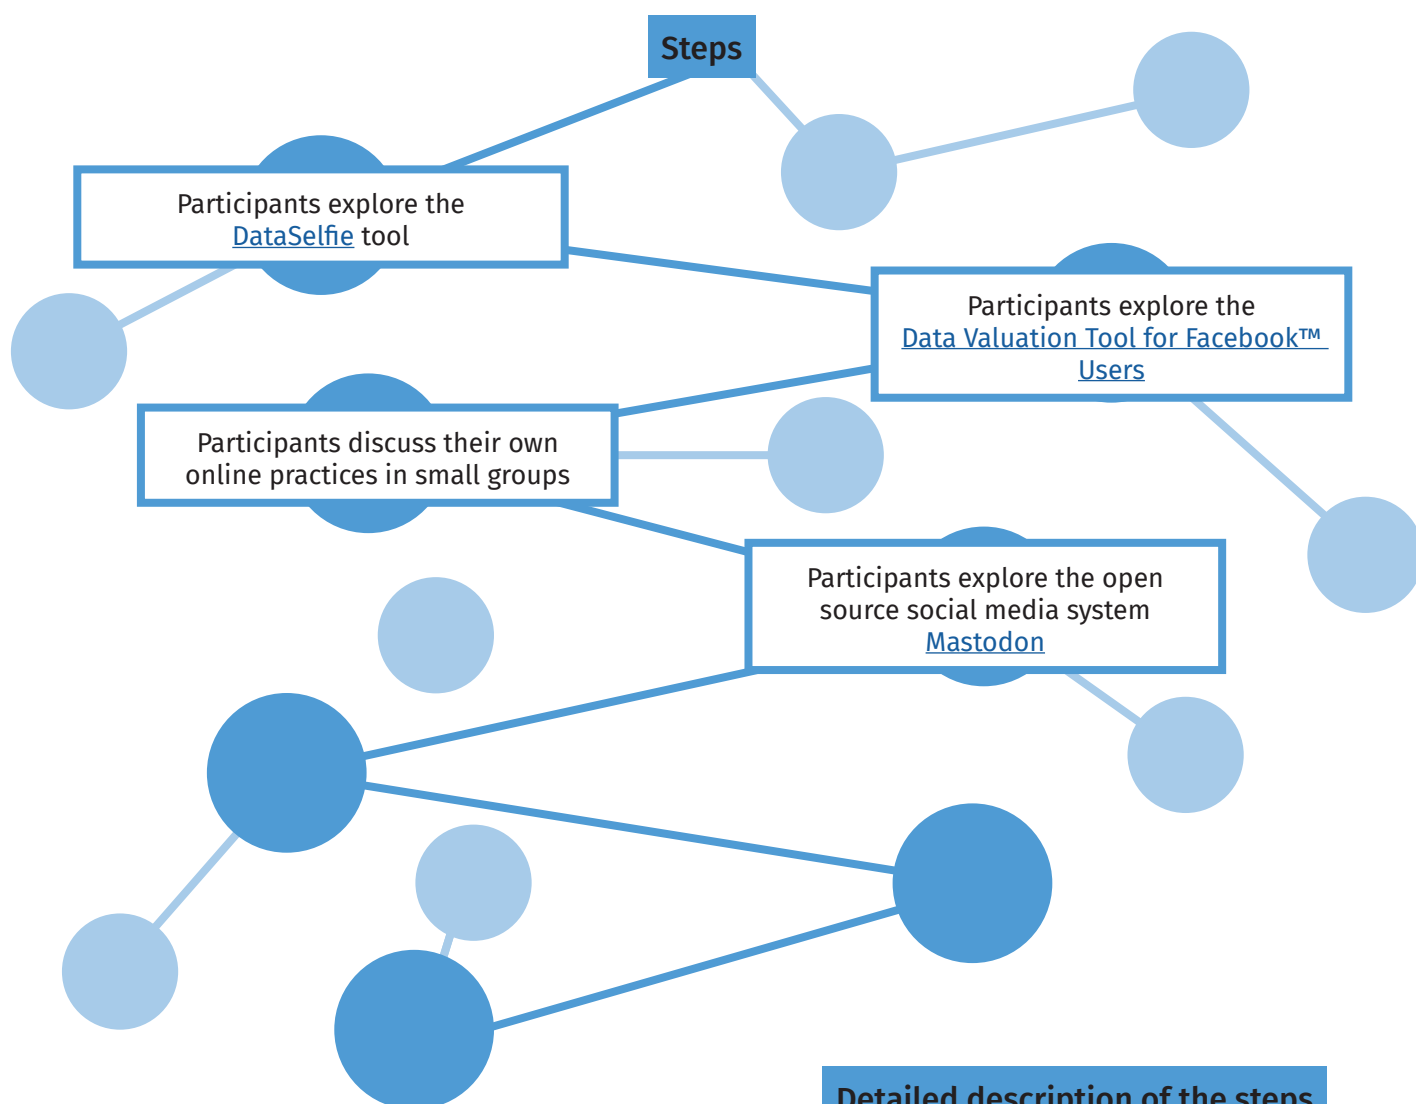 Steps
Participants explore the
DataSelfie tool
Participants explore the
Data Valuation Tool for Facebook™
Users
Participants discuss their own
online practices in small groups
Participants explore the open
source social media system
Mastodon
Detailed description of the steps